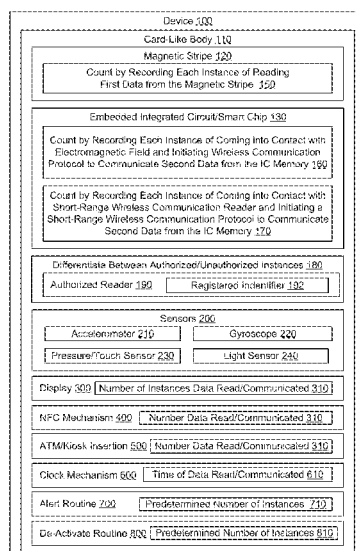 Device 100
Card-Like Body 110
Magnetic Stripe 120
Count by Recording Each Instance of Reading
First Data from the Magnetic Stripe 150
Embedded Integrated Circuit/Smart Chip 130
Count by Recording Each Instance of Coming into Contact with
Electromagnetic Field and Initiating Wireless Communication
Protocol to Communicate Second Data from the IC Memory 160
Count by Recording Each Instance of Coming into Contact with
Short-Range Wireless Communication Reader and Initiating a
Short-Range Wireless Communication Protocol to Communicate
Second Data from the IC Memory 170
Differentiate Between Authorized/Unauthorized Instances 180
Authorized Reader 190 Registered Indentifier 192
Sensors 200
Accelerometer 210 Gyroscope 220
Pressure/Touch Sensor 230 Light Sensor 240
Display 300 Number of Instances Data Read/Communicated 310
NFC Mechanism 400 Number Data Read/Communicated 310
ATM/Kiosk Insertion 500 Number Data Read/Communicated 310
Clock Mechanism 600 Time of Data Read/Communicated 610
Alert Routine 700 Predetermined Number of Instances 710
De-Activate Routine 800 Predetermined Number of Instances 810